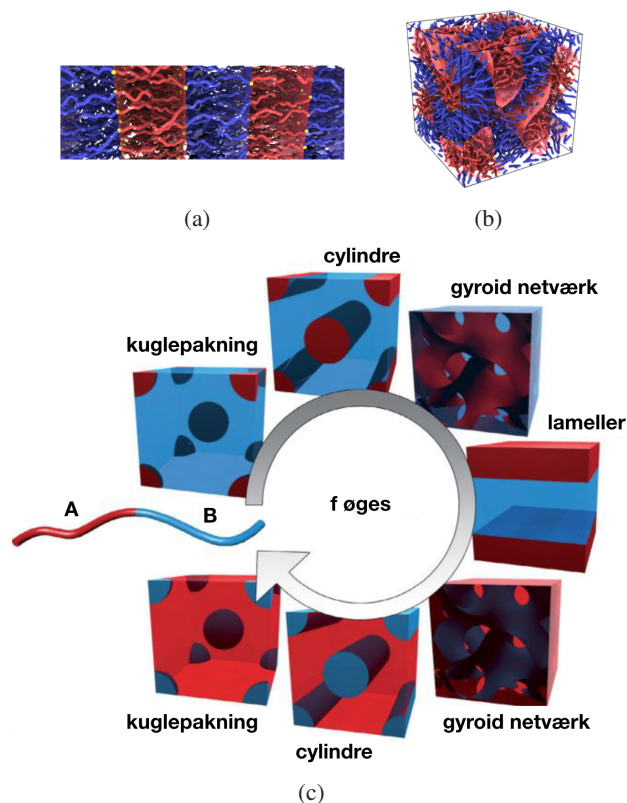 (a)
(b)
cylindre
gyroid netværk
kuglepakning
lameller
A
B
f øges
kuglepakning
gyroid netværk
cylindre
(c)